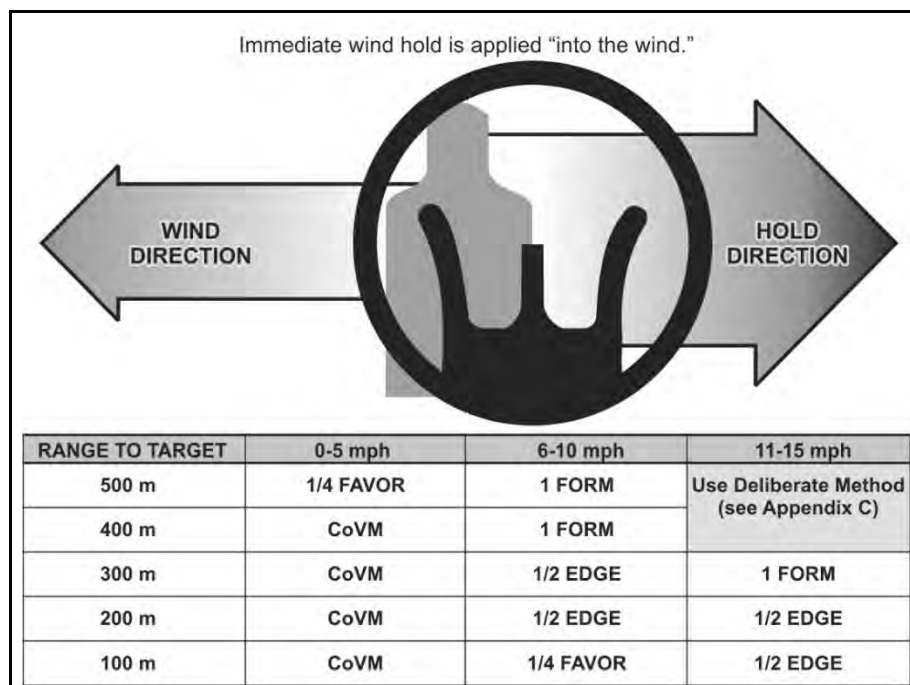 Immediate wind hold is applied “into the wind.”
WIND
DIRECTION
HOLD
DIRECTION
RANGE TO TARGET 0-5 mph 6-10 mph 11-15 mph
500 m 1/4 FAVOR 1 FORM Use Deliberate Method
(see Appendix C)
400 m CoVM 1 FORM
300 m CoVM 1/2 EDGE 1 FORM
200 m CoVM 1/2 EDGE 1/2 EDGE
100 m CoVM 1/4 FAVOR 1/2 EDGE